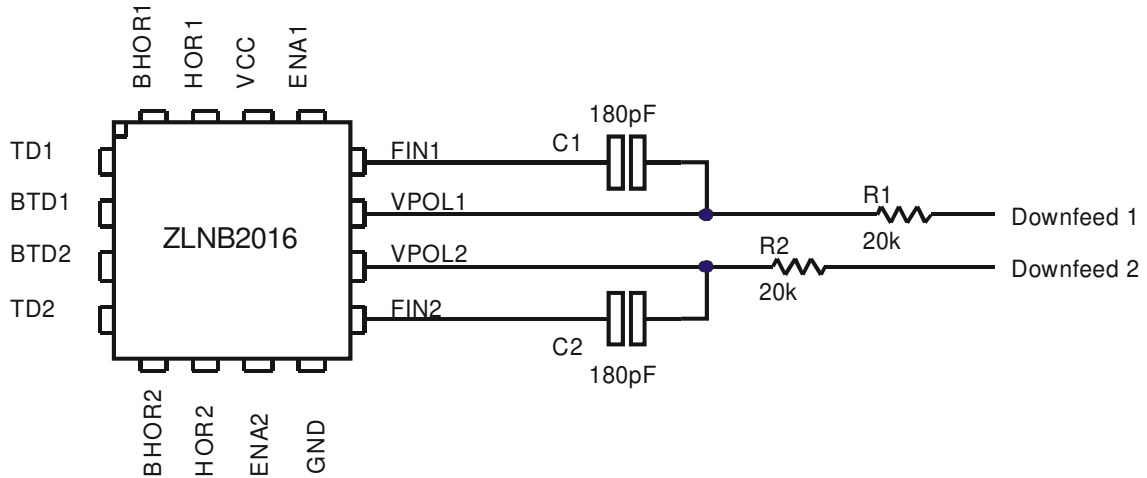 BHOR1
HOR1
VCC
ENA1
180pF
C1
TD1
FIN1
BTD1
VPOL1
R1
20k
Downfeed 1
ZLNB2016
BTD2
VPOL2
R2
20k
Downfeed 2
TD2
FIN2
C2
180pF
BHOR2
HOR2
ENA2
GND